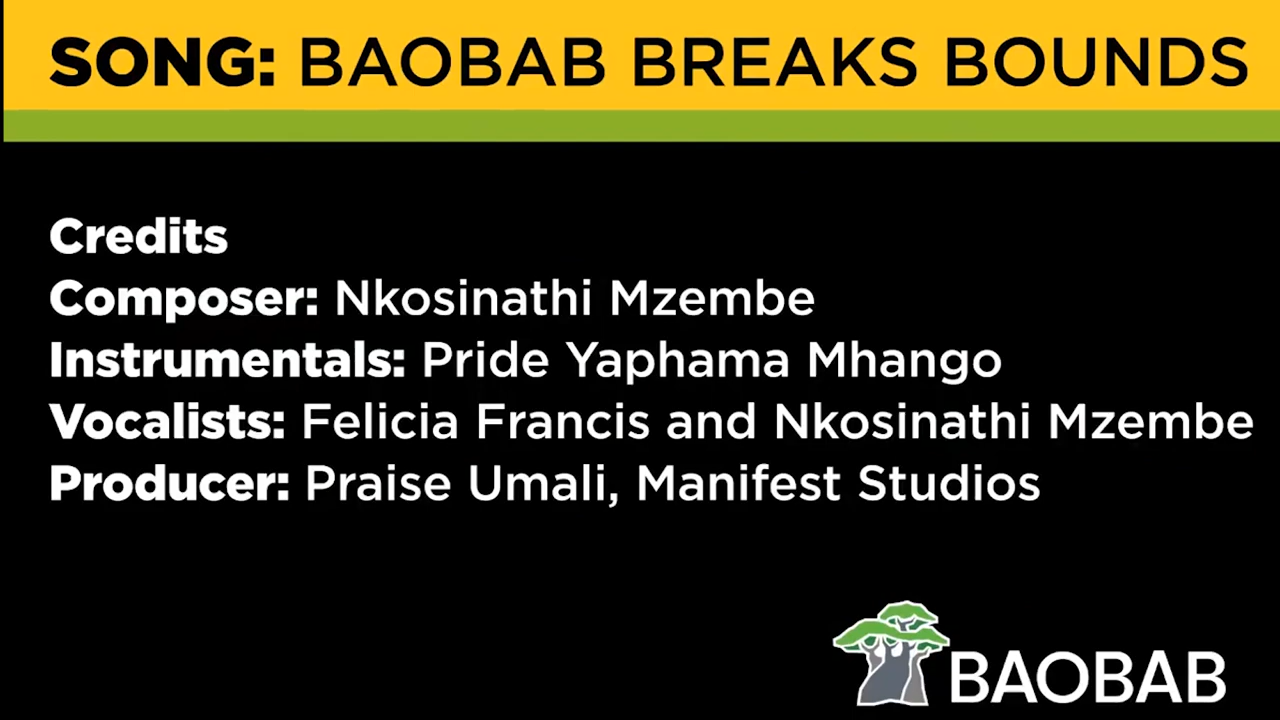 SONG: BAOBAB BREAKS BOUNDS
Credits
Composer: Nkosinathi Mzembe
Instrumentals: Pride Yaphama Mhango
Vocalists: Felicia Francis and Nkosinathi Mzembe
Producer: Praise Umali, Manifest Studios
BAOBAB